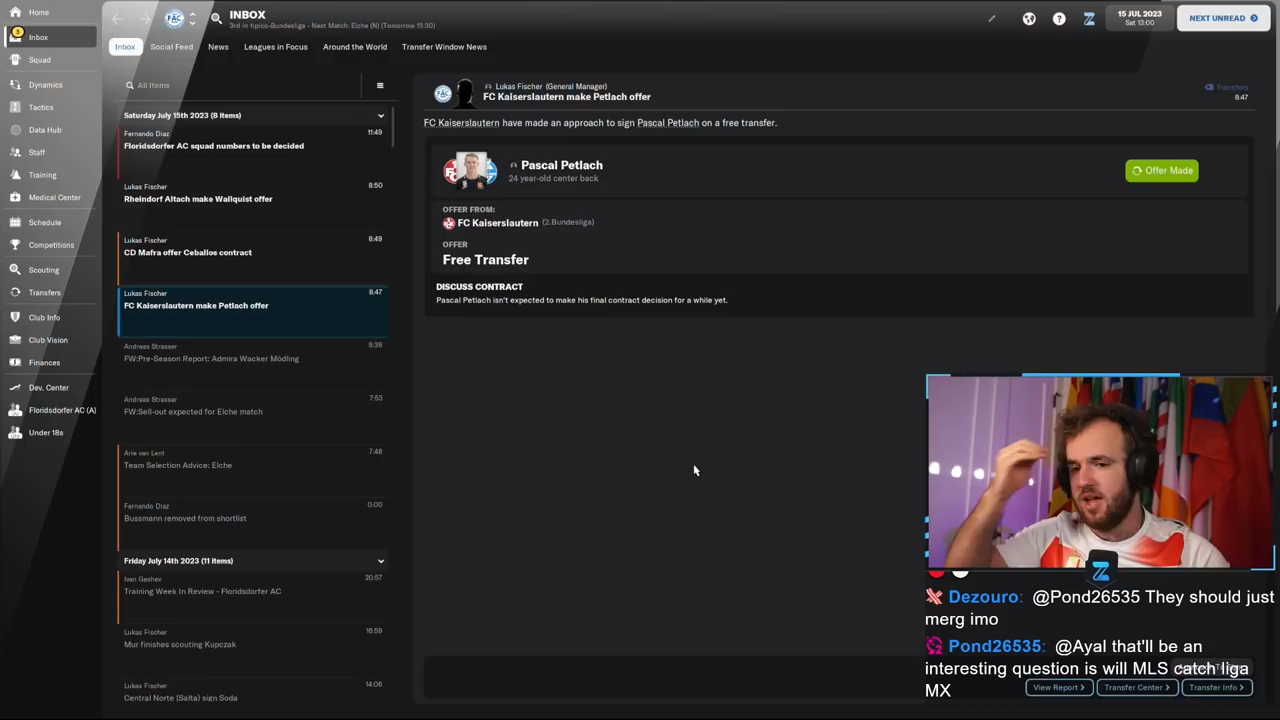 Home
Inbox
3
Squad
Dynamics
Tactics
Data Hub
Staff
Training
Medical Center
Schedule
Competitions
Scouting
Transfers
Club Info
Club Vision
Finances
Dev. Center
Floridsdorfer AC (A)
Under 18s
FAC
INBOX
3rd in tipico-Bundesliga - Next Match: Elche (N) (Tomorrow 15:30)
15 JUL 2023
Sat 13:00
NEXT UNREAD
Inbox
Social Feed
News
Leagues in Focus
Around the World
Transfer Window News
All Items
Saturday July 15th 2023 (8 items)
Fernando Diaz 11:49
Floridsdorfer AC squad numbers to be decided
Lukas Fischer 8:50
Rheindorf Altach make Wallquist offer
Lukas Fischer 8:49
CD Mafra offer Ceballos contract
Lukas Fischer 8:47
FC Kaiserslautern make Petlach offer
Andreas Strasser 8:39
FW:Pre-Season Report: Admira Wacker Mödling
Andreas Strasser 7:53
FW:Sell-out expected for Elche match
Arie van Lent 7:48
Team Selection Advice: Elche
Fernando Diaz 0:00
Bussmann removed from shortlist
Friday July 14th 2023 (11 items)
Ivan Geshev 20:57
Training Week In Review - Floridsdorfer AC
Lukas Fischer 16:59
Mur finishes scouting Kupczak
Lukas Fischer 14:06
Central Norte (Salta) sign Soda
Lukas Fischer (General Manager)
FC Kaiserslautern make Petlach offer
Transfers
8:47
FC Kaiserslautern have made an approach to sign Pascal Petlach on a free transfer.
Pascal Petlach
24 year-old center back
Offer Made
OFFER FROM:
FC Kaiserslautern (2.Bundesliga)
OFFER
Free Transfer
DISCUSS CONTRACT
Pascal Petlach isn't expected to make his final contract decision for a while yet.
Dezouro: @Pond26535 They should just
merg imo
Pond26535: @Ayal that'll be an
interesting question is will MLS catch liga
MX
View Report
Transfer Center
Transfer Info